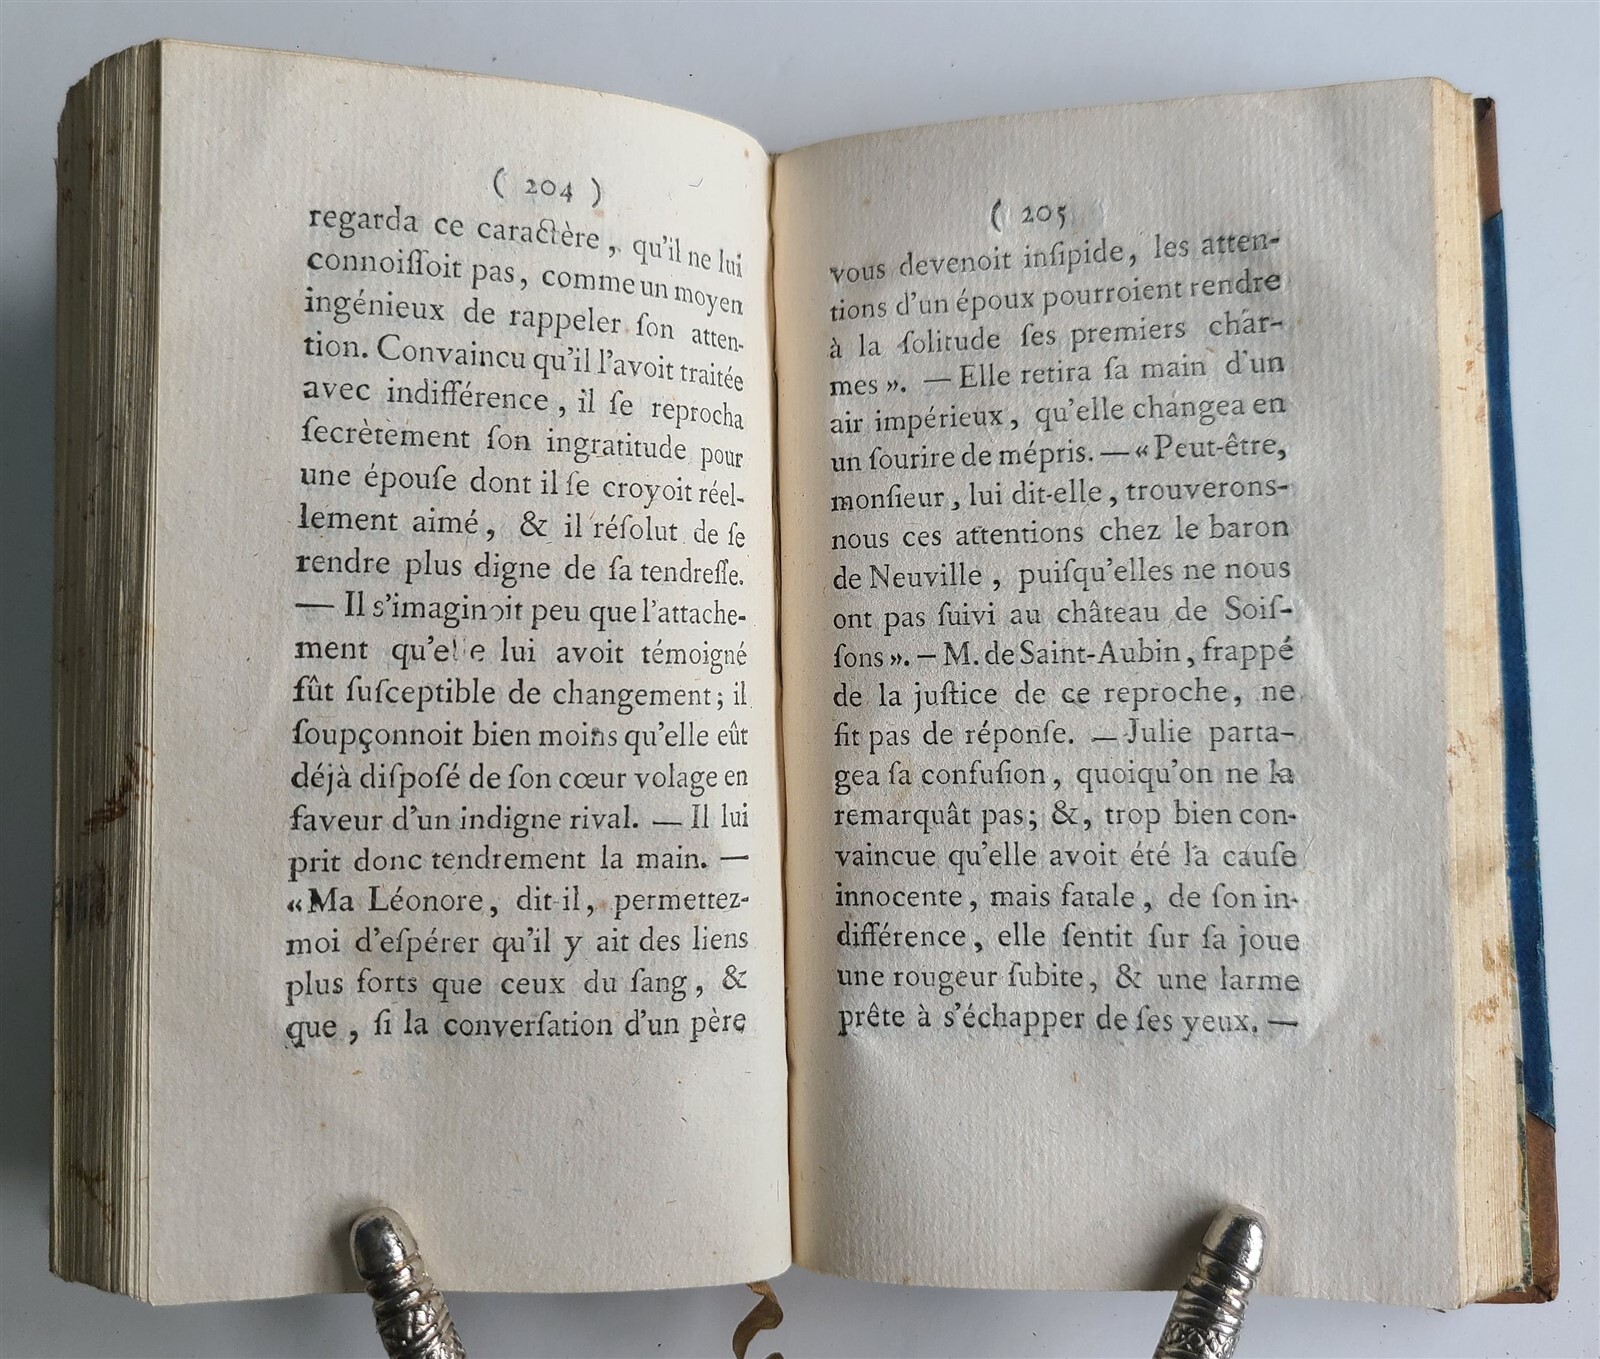 ( 204 )
regarda ce caractère, qu'il ne lui
connoiſſoit pas, comme un moyen
ingénieux de rappeler ſon atten-
tion. Convaincu qu'il l'avoit traitée
avec indifférence, il ſe reprocha
ſecrètement ſon ingratitude pour
une épouſe dont il ſe croyoit réel-
lement aimé, & il réſolut de ſe
rendre plus digne de ſa tendreſſe.
— Il s'imaginoit peu que l'attache-
ment qu'elle lui avoit témoigné
fût ſuſceptible de changement; il
ſoupçonnoit bien moins qu'elle eût
déjà diſpoſé de ſon cœur volage en
faveur d'un indigne rival. — Il lui
prit donc tendrement la main. —
« Ma Léonore, dit-il, permettez-
moi d'eſpérer qu'il y ait des liens
plus forts que ceux du ſang, &
que, ſi la converſation d'un père
( 205
vous devenoit inſipide, les atten-
tions d'un époux pourroient rendre
à la ſolitude ſes premiers char-
mes ». — Elle retira ſa main d'un
air impérieux, qu'elle changea en
un ſourire de mépris. — « Peut-être,
monſieur, lui dit-elle, trouverons-
nous ces attentions chez le baron
de Neuville, puiſqu'elles ne nous
ont pas ſuivi au château de Soiſ-
ſons ». — M. de Saint-Aubin, frappé
de la juſtice de ce reproche, ne
fit pas de réponſe. — Julie parta-
gea ſa confuſion, quoiqu'on ne la
remarquât pas; &, trop bien con-
vaincue qu'elle avoit été la cauſe
innocente, mais fatale, de ſon in-
différence, elle ſentit ſur ſa joue
une rougeur ſubite, & une larme
prête à s'échapper de ſes yeux. —